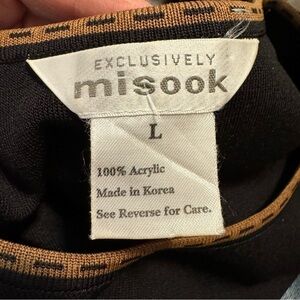 EXCLUSIVELY
misook
L
100% Acrylic
Made in Korea
See Reverse for Care.